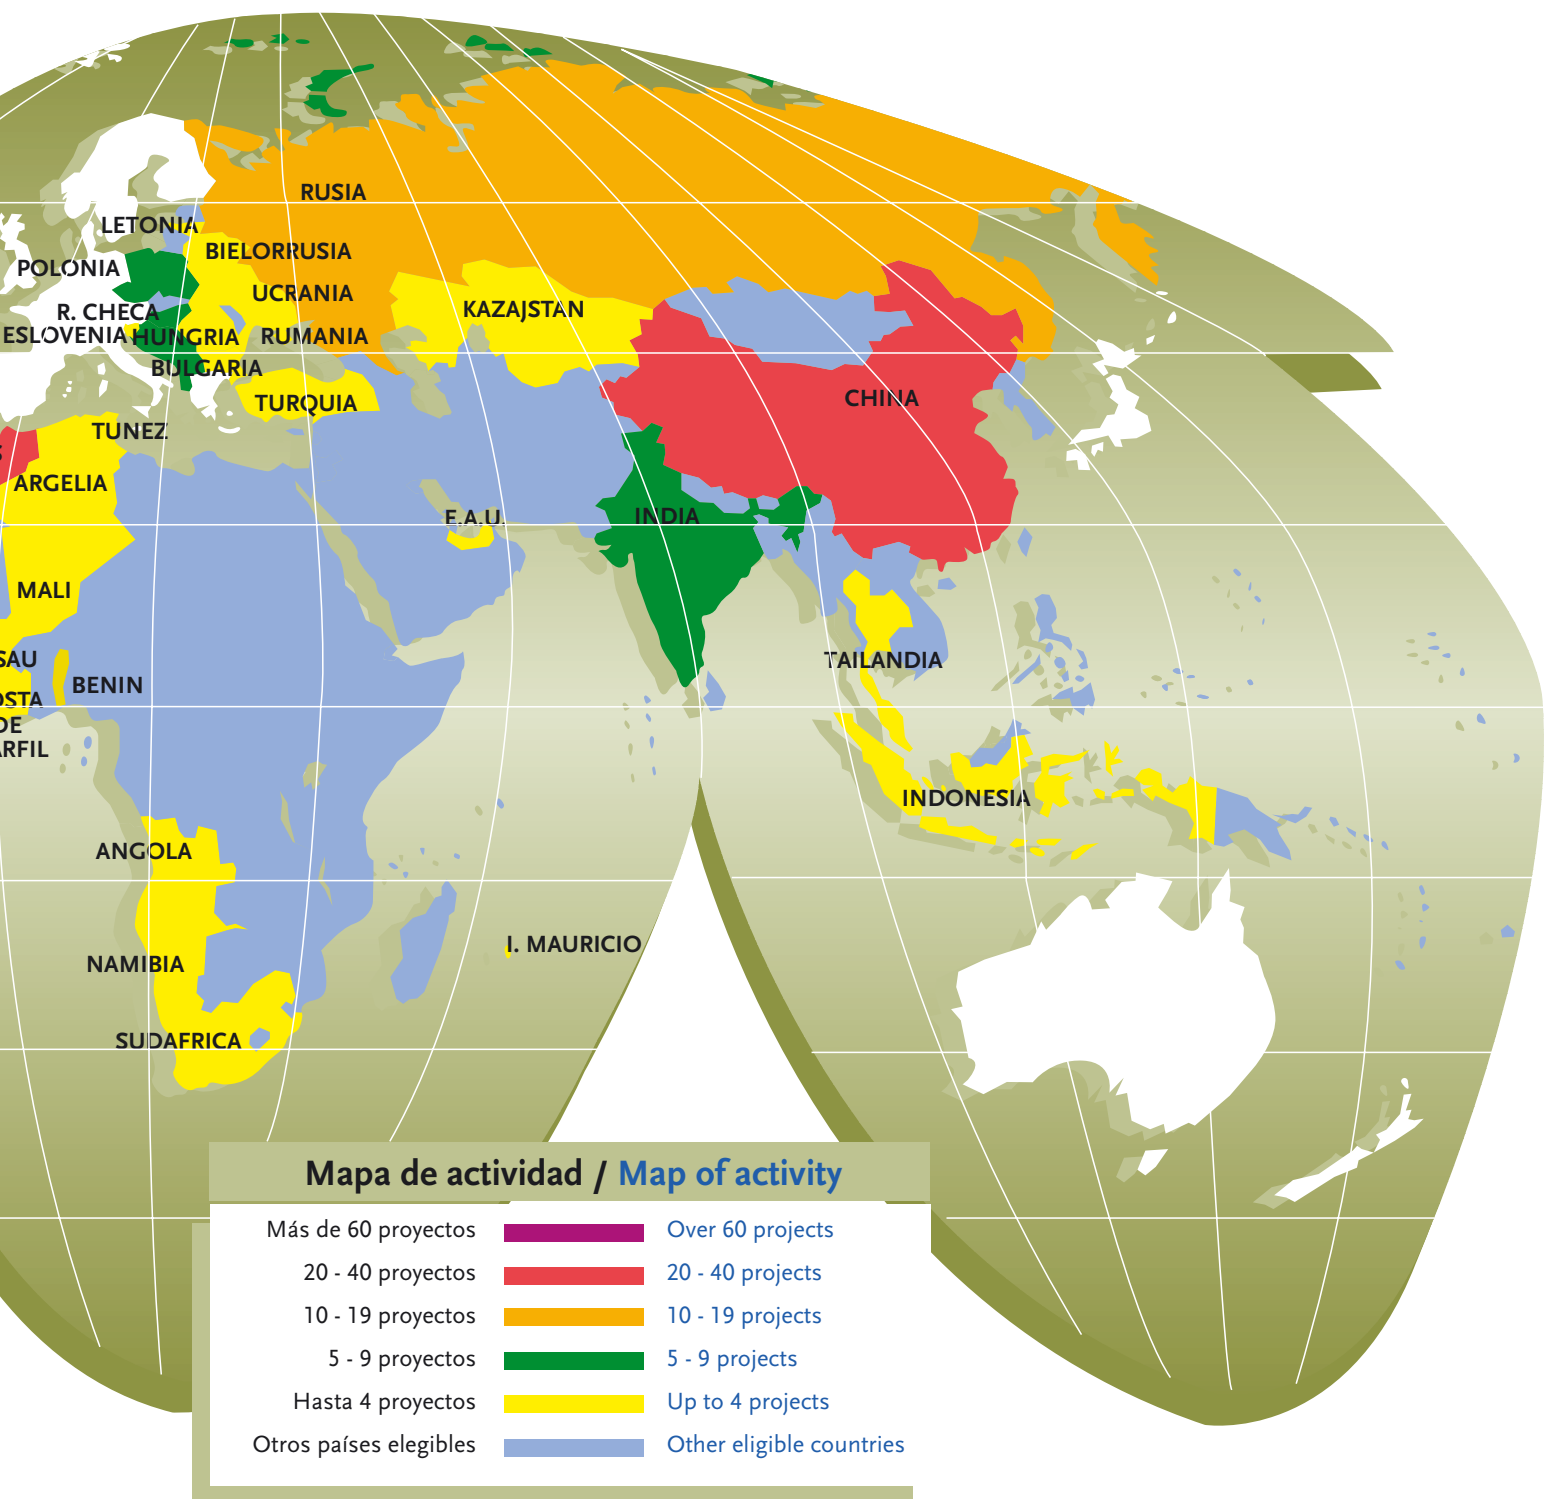 RUSIA
LETONIA
BIELORRUSIA
POLONIA
UCRANIA
R. CHECA
KAZAJSTAN
ESLOVENIA
HUNGRIA
RUMANIA
BULGARIA
CHINA
TURQUIA
TUNEZ
S
ARGELIA
E.A.U.
INDIA
MALI
SAU
TAILANDIA
BENIN
OSTA
DE
ARFIL
INDONESIA
ANGOLA
I. MAURICIO
NAMIBIA
SUDAFRICA
Mapa de actividad / Map of activity
Más de 60 proyectos Over 60 projects
20 - 40 proyectos 20 - 40 projects
10 - 19 proyectos 10 - 19 projects
5 - 9 proyectos 5 - 9 projects
Hasta 4 proyectos Up to 4 projects
Otros países elegibles Other eligible countries